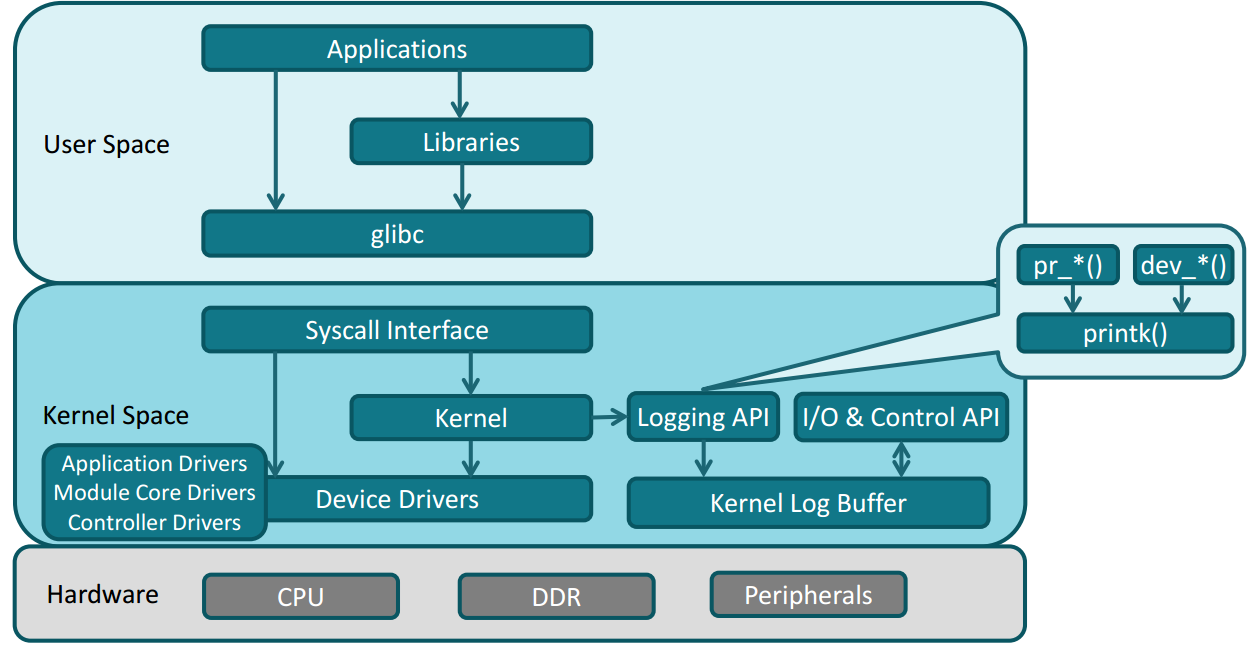 Applications
User Space
Libraries
glibc
pr_*()
dev_*()
printk()
Syscall Interface
Kernel Space
Kernel
Logging API
I/O & Control API
Application Drivers
Module Core Drivers
Controller Drivers
Device Drivers
Kernel Log Buffer
Hardware
CPU
DDR
Peripherals